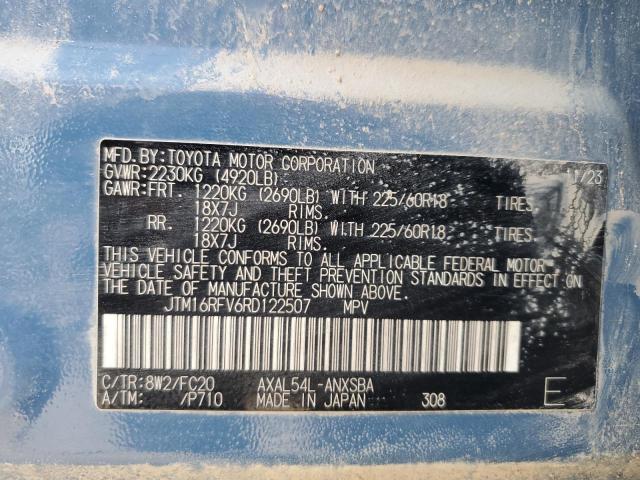 MFD. BY: TOYOTA MOTOR CORPORATION 11/23
GVWR: 2230KG (4920LB)
GAWR: FRT. 1220KG (2690LB) WITH 225/60R18 TIRES
18X7J RIMS.
RR. 1220KG (2690LB) WITH 225/60R18 TIRES
18X7J RIMS.
THIS VEHICLE CONFORMS TO ALL APPLICABLE FEDERAL MOTOR
VEHICLE SAFETY AND THEFT PREVENTION STANDARDS IN EFFECT ON
THE DATE OF MANUFACTURE SHOWN ABOVE.
JTM16RFV6RD122507 MPV
C/TR: 8W2/FC20 AXAL54L-ANXSBA
A/TM: /P710 MADE IN JAPAN 308 E